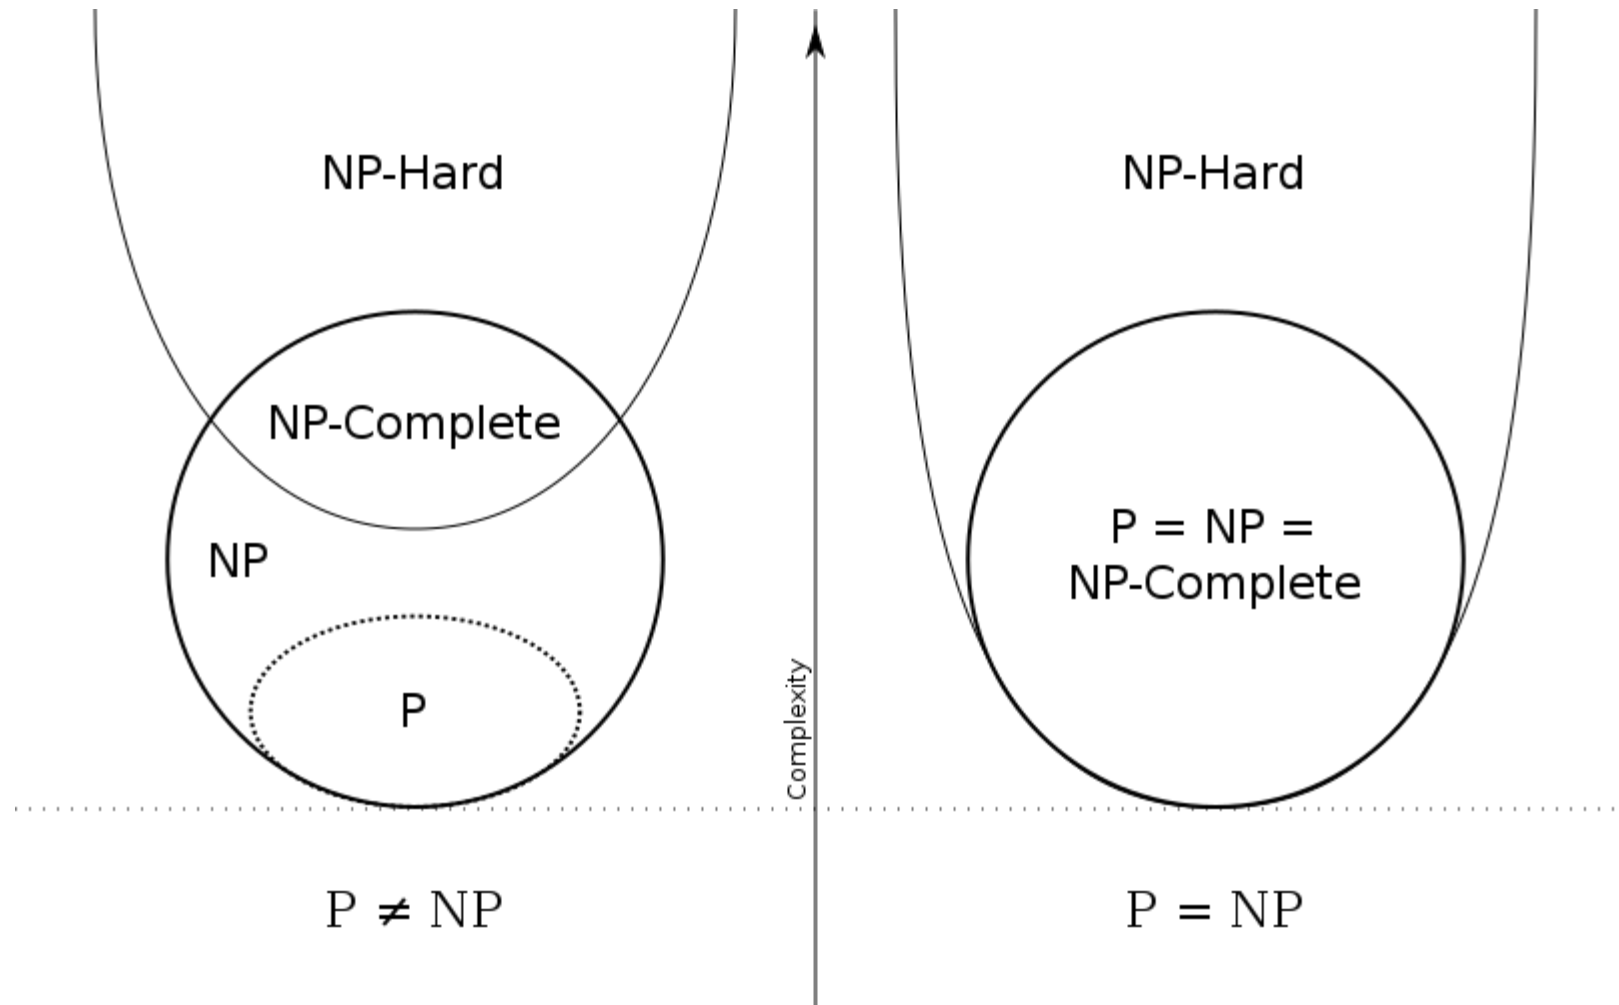 NP-Hard
NP-Complete
NP
P
P ≠ NP
Complexity
NP-Hard
P = NP =
NP-Complete
P = NP